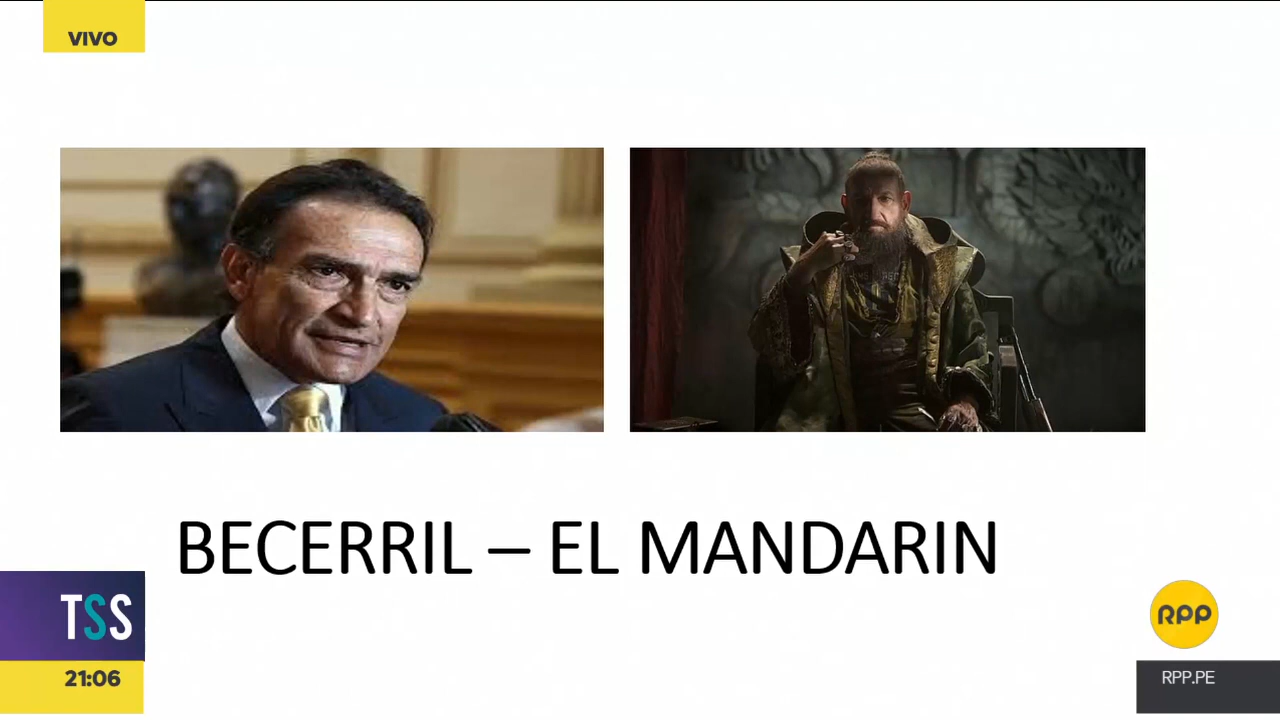 VIVO
BECERRIL – EL MANDARIN
TSS
21:06
RPP
RPP.PE